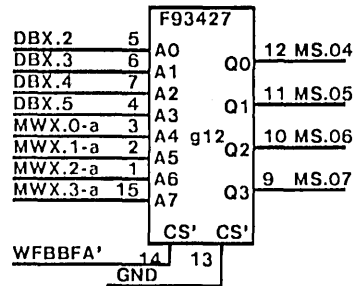 F93427
DBX.2 5 A0
DBX.3 6 A1
DBX.4 7 A2
DBX.5 4 A3
MWX.0-a 3 A4
MWX.1-a 2 A5
MWX.2-a 1 A6
MWX.3-a 15 A7
g12
Q0 12 MS.04
Q1 11 MS.05
Q2 10 MS.06
Q3 9 MS.07
CS' CS'
WFBBFA' 14 13
GND